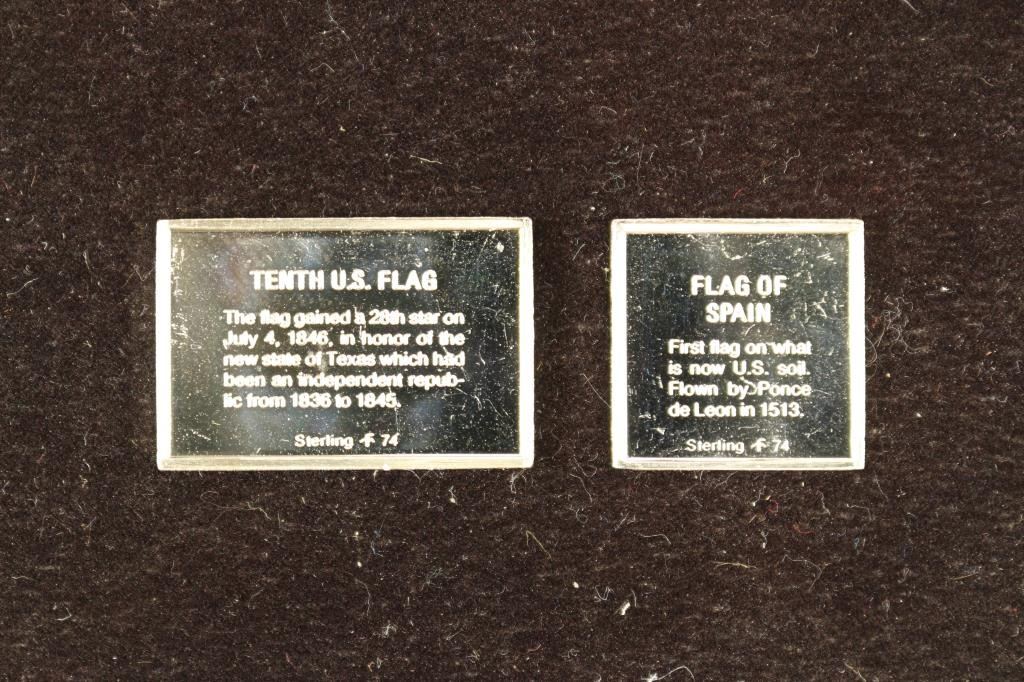 TENTH U.S. FLAG
The flag gained a 28th star on
July 4, 1846, in honor of the
new state of Texas which had
been an independent repub-
lic from 1836 to 1845.
Sterling 74
FLAG OF
SPAIN
First flag on what
is now U.S. soil.
Flown by Ponce
de Leon in 1513.
Sterling 74